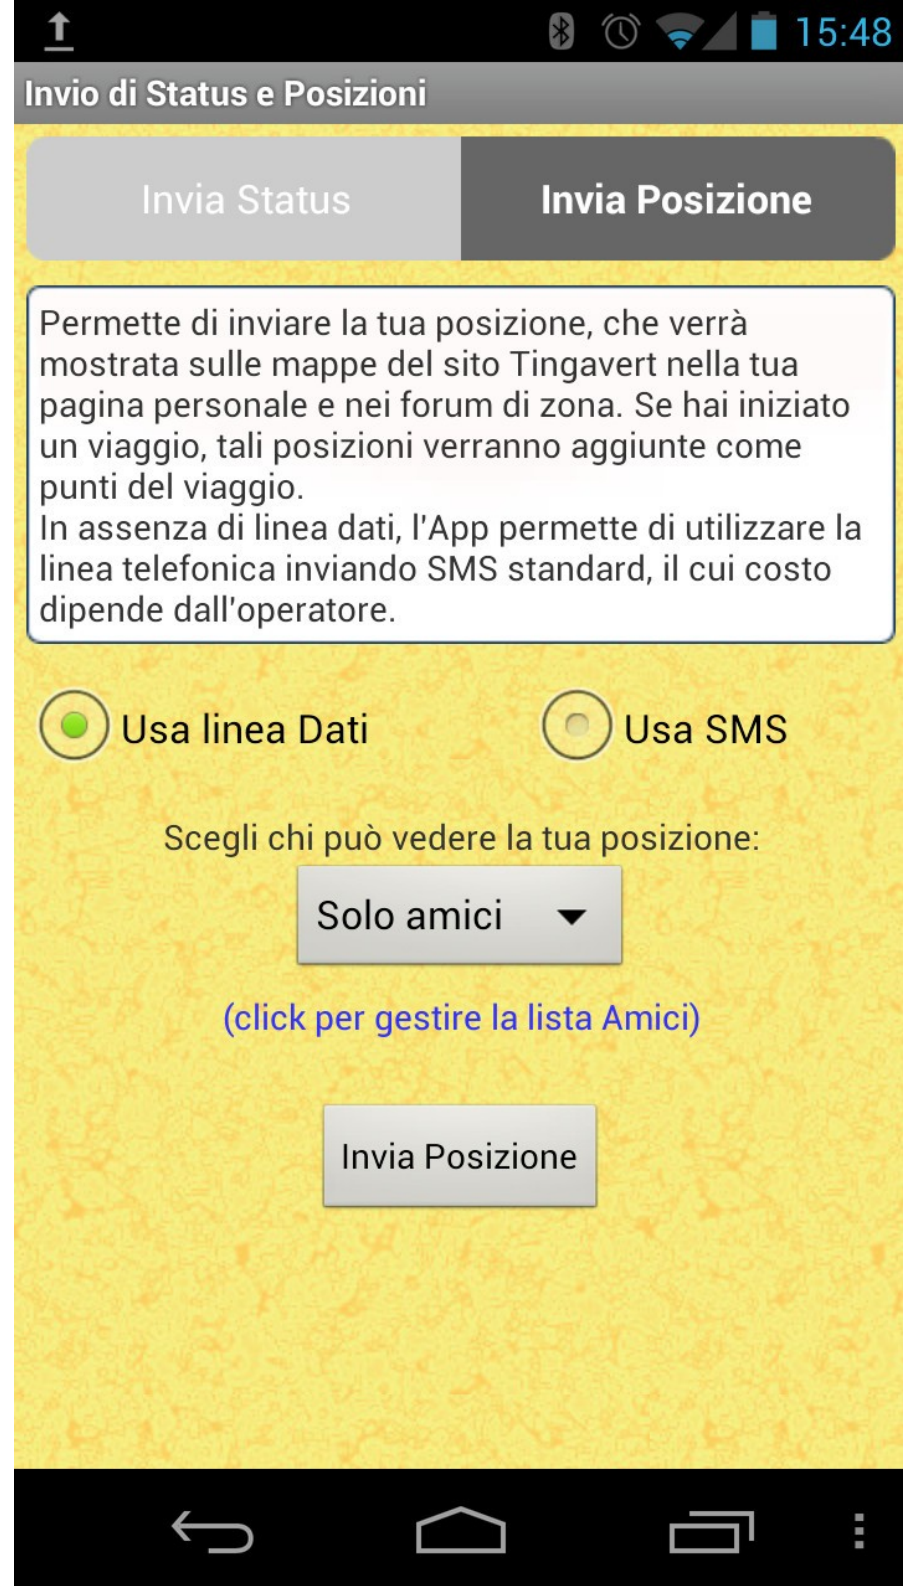 15:48
Invio di Status e Posizioni
Invia Status
Invia Posizione
Permette di inviare la tua posizione, che verrà
mostrata sulle mappe del sito Tingavert nella tua
pagina personale e nei forum di zona. Se hai iniziato
un viaggio, tali posizioni verranno aggiunte come
punti del viaggio.
In assenza di linea dati, l'App permette di utilizzare la
linea telefonica inviando SMS standard, il cui costo
dipende dall'operatore.
Usa linea Dati
Usa SMS
Scegli chi può vedere la tua posizione:
Solo amici
(click per gestire la lista Amici)
Invia Posizione